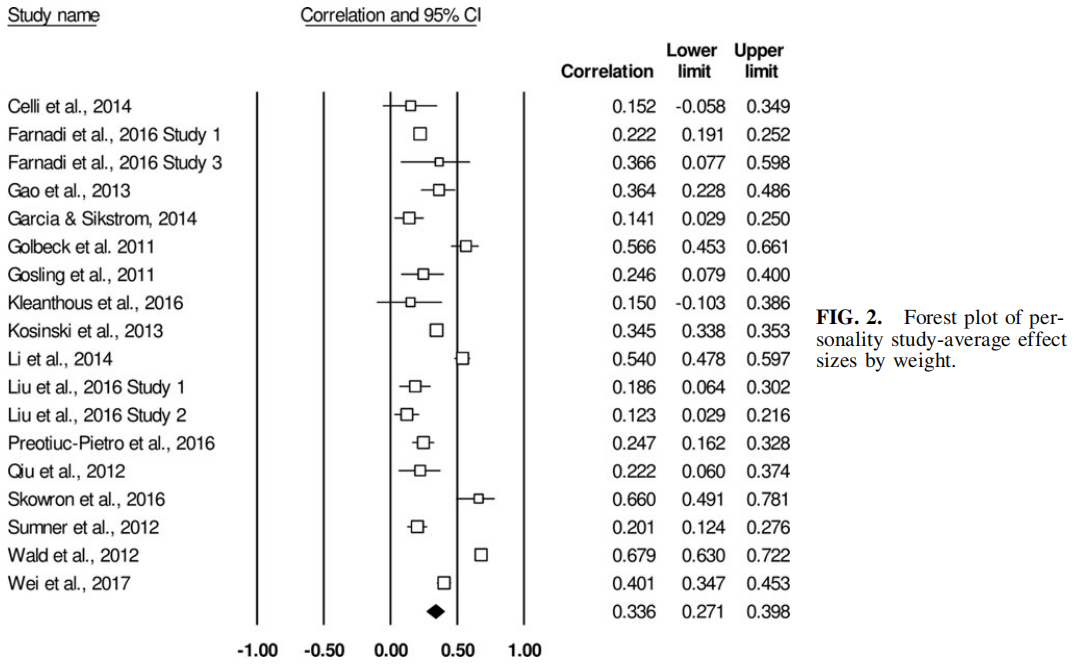 Study name Correlation and 95% CI
Lower Upper
Correlation limit limit
Celli et al., 2014 0.152 -0.058 0.349
Farnadi et al., 2016 Study 1 0.222 0.191 0.252
Farnadi et al., 2016 Study 3 0.366 0.077 0.598
Gao et al., 2013 0.364 0.228 0.486
Garcia & Sikstrom, 2014 0.141 0.029 0.250
Golbeck et al. 2011 0.566 0.453 0.661
Gosling et al., 2011 0.246 0.079 0.400
Kleanthous et al., 2016 0.150 -0.103 0.386
Kosinski et al., 2013 0.345 0.338 0.353
Li et al., 2014 0.540 0.478 0.597
Liu et al., 2016 Study 1 0.186 0.064 0.302
Liu et al., 2016 Study 2 0.123 0.029 0.216
Preotiuc-Pietro et al., 2016 0.247 0.162 0.328
Qiu et al., 2012 0.222 0.060 0.374
Skowron et al., 2016 0.660 0.491 0.781
Sumner et al., 2012 0.201 0.124 0.276
Wald et al., 2012 0.679 0.630 0.722
Wei et al., 2017 0.401 0.347 0.453
0.336 0.271 0.398
-1.00 -0.50 0.00 0.50 1.00
FIG. 2. Forest plot of per-
sonality study-average effect
sizes by weight.